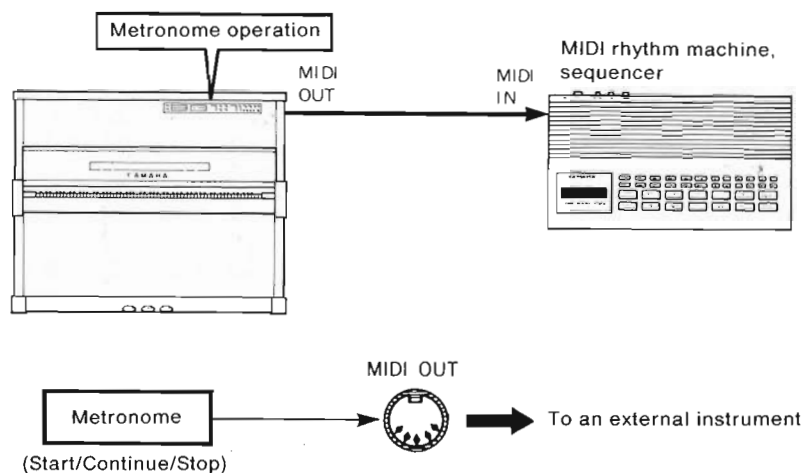 Metronome operation
MIDI
OUT
MIDI
IN
MIDI rhythm machine,
sequencer
YAMAHA
MIDI OUT
Metronome
To an external instrument
(Start/Continue/Stop)